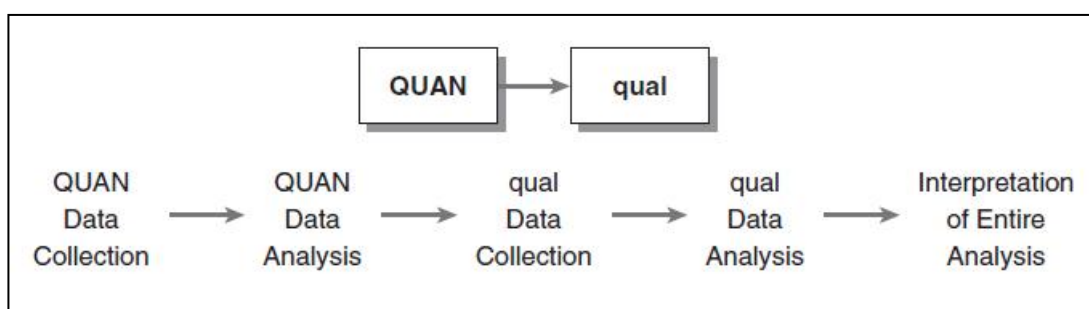 QUAN
qual
QUAN
Data
Collection
QUAN
Data
Analysis
qual
Data
Collection
qual
Data
Analysis
Interpretation
of Entire
Analysis